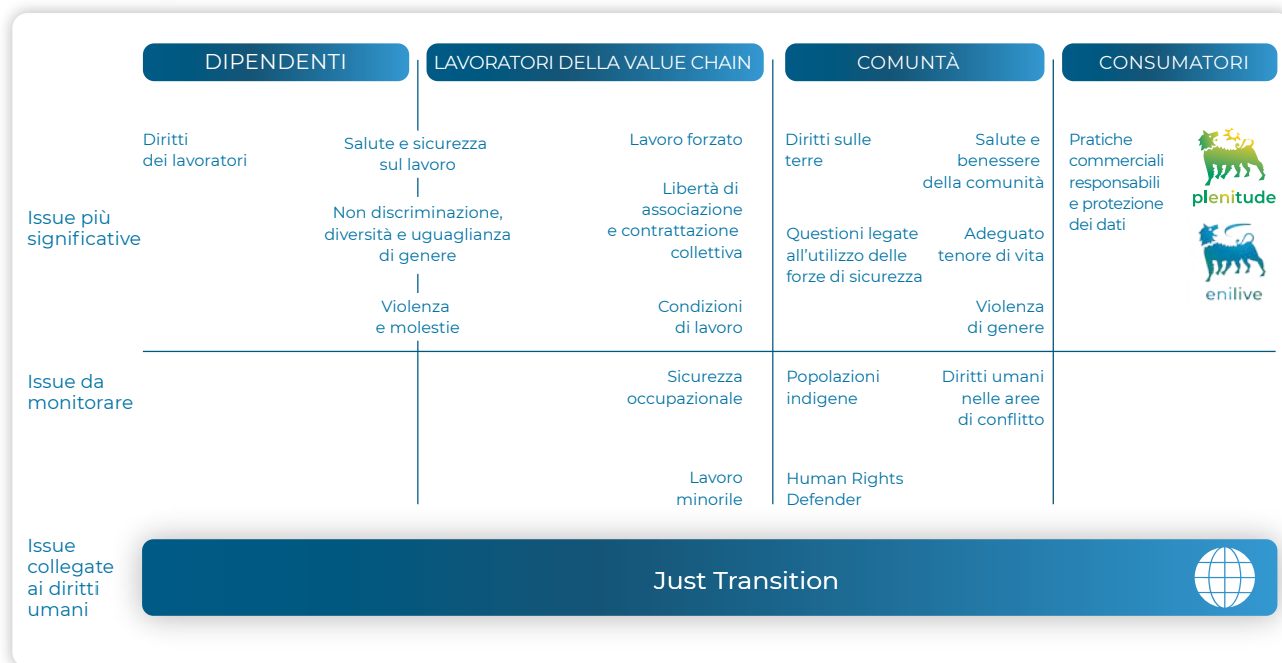 DIPENDENTI
LAVORATORI DELLA VALUE CHAIN
COMUNTÀ
CONSUMATORI
Issue più
significative
Diritti
dei lavoratori
Salute e sicurezza
sul lavoro
Non discriminazione,
diversità e uguaglianza
di genere
Violenza
e molestie
Lavoro forzato
Libertà di
associazione
e contrattazione
collettiva
Condizioni
di lavoro
Diritti sulle
terre
Questioni legate
all'utilizzo delle
forze di sicurezza
Salute e
benessere
della comunità
Adeguato
tenore di vita
Violenza
di genere
Pratiche
commerciali
responsabili
e protezione
dei dati
plenitude
enilive
Issue da
monitorare
Sicurezza
occupazionale
Lavoro
minorile
Popolazioni
indigene
Human Rights
Defender
Diritti umani
nelle aree
di conflitto
Issue
collegate
ai diritti
umani
Just Transition